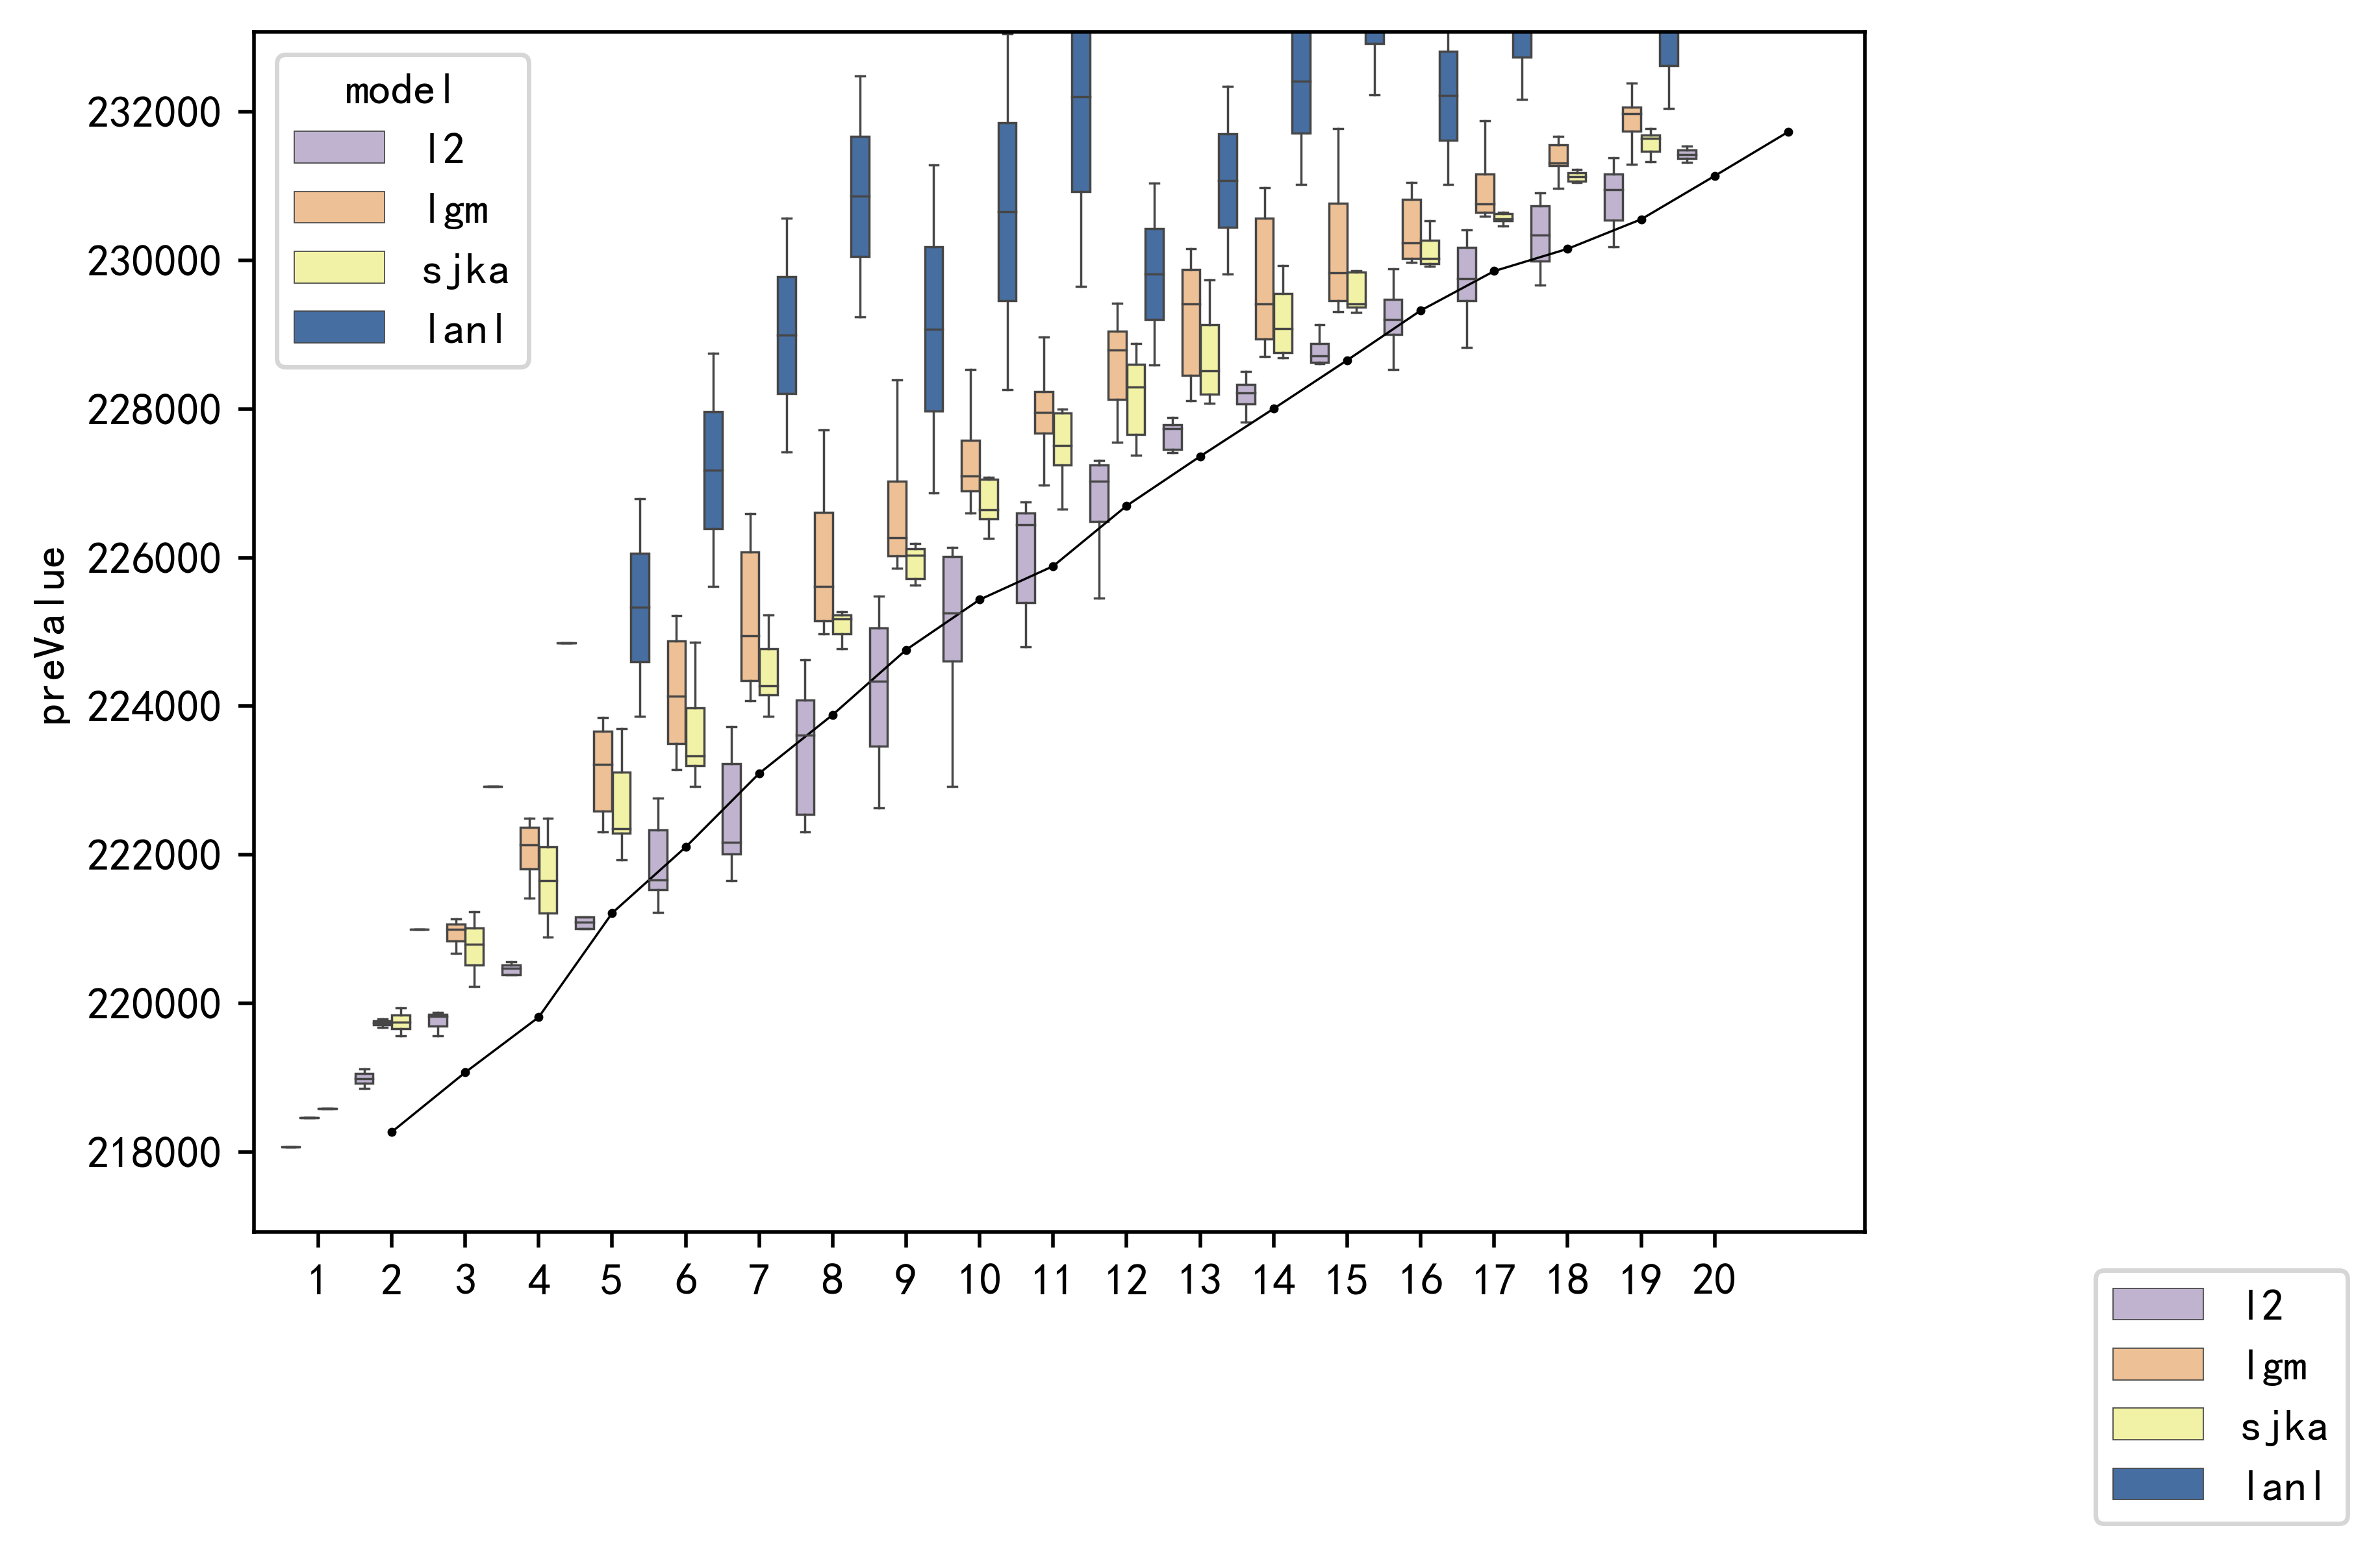 model
l2
lgm
sjka
lanl
preValue
232000
230000
228000
226000
224000
222000
220000
218000
1 2 3 4 5 6 7 8 9 10 11 12 13 14 15 16 17 18 19 20
l2
lgm
sjka
lanl